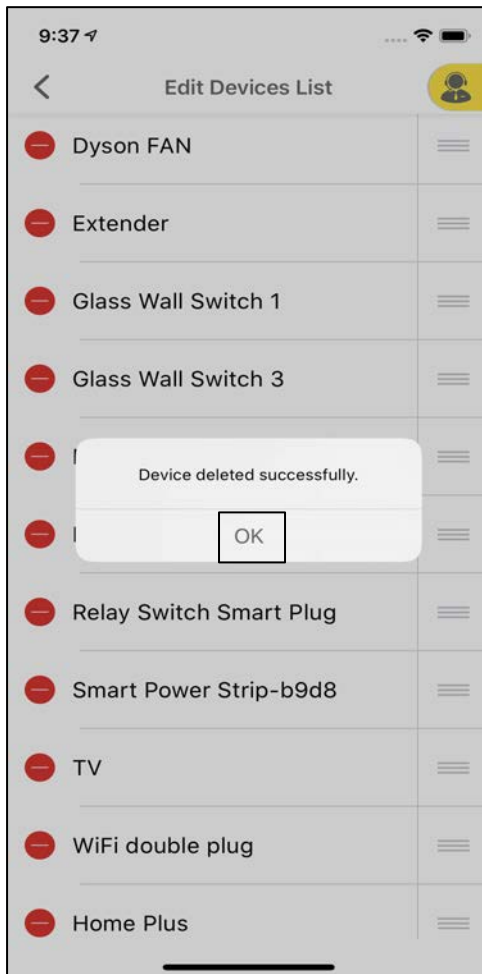 9:37
Edit Devices List
Dyson FAN
Extender
Glass Wall Switch 1
Glass Wall Switch 3
Device deleted successfully.
OK
Relay Switch Smart Plug
Smart Power Strip-b9d8
TV
WiFi double plug
Home Plus